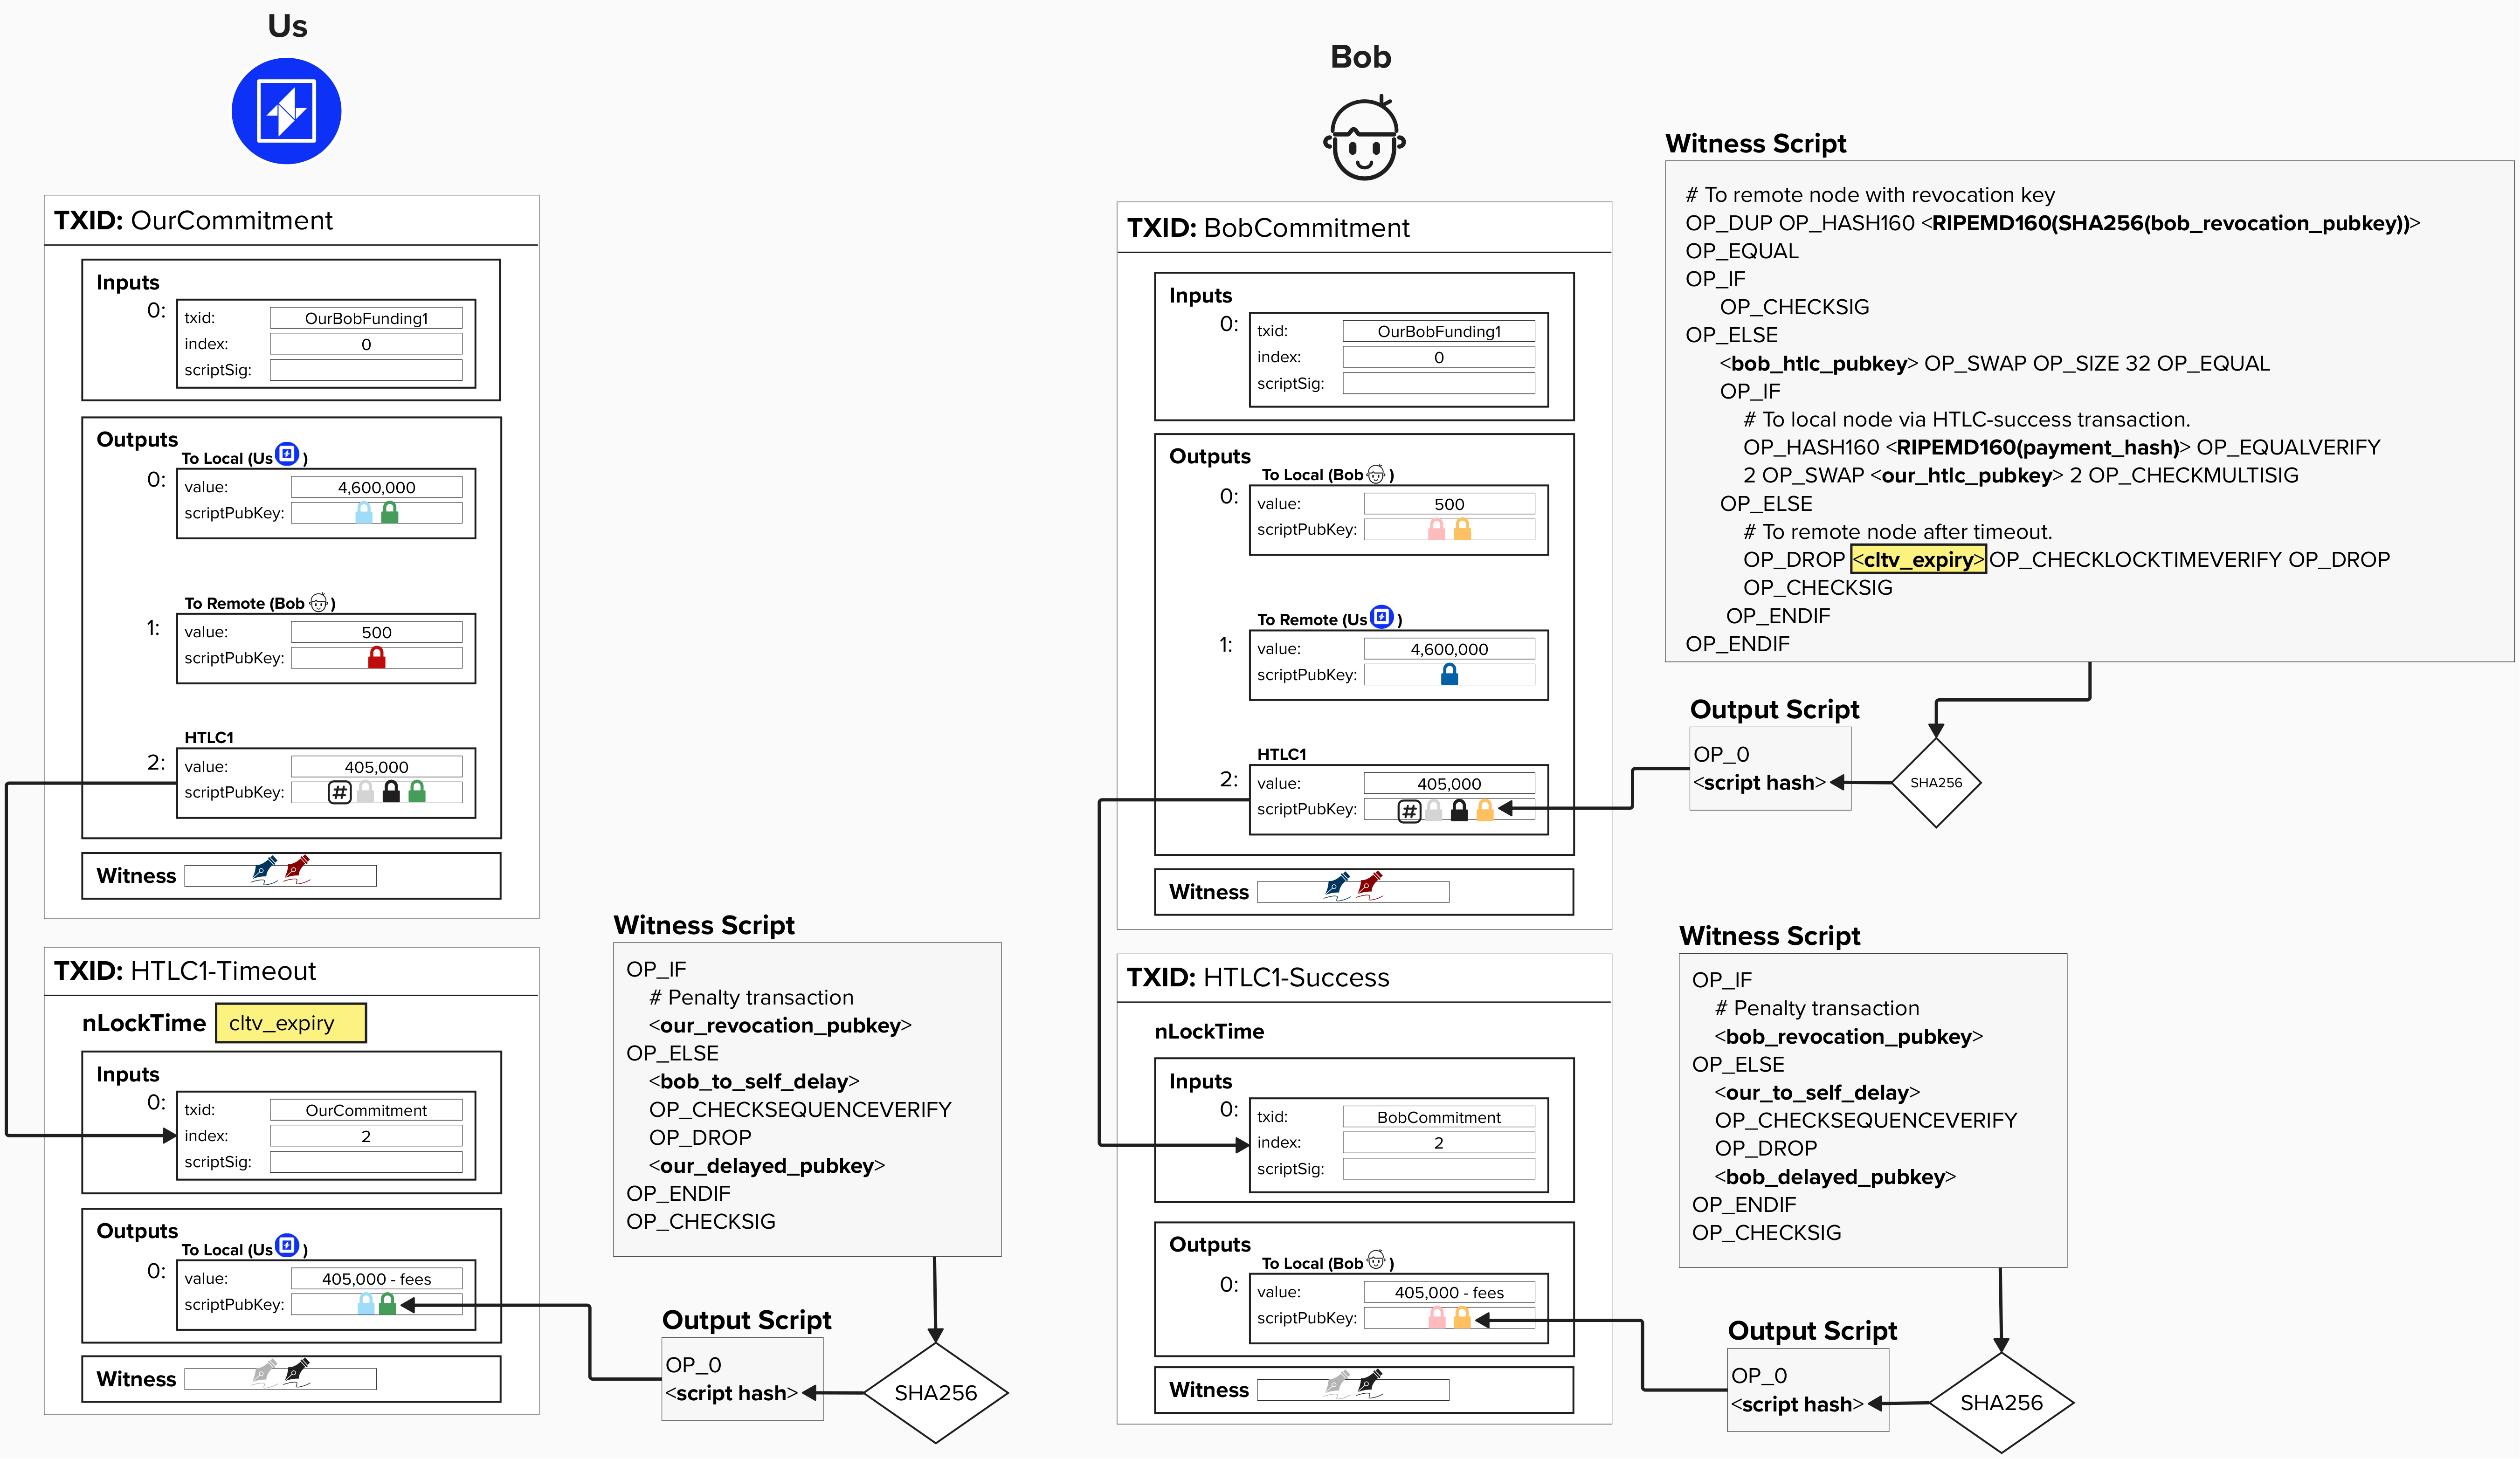 Us
TXID: OurCommitment
Inputs
0:
txid: OurBobFunding1
index: 0
scriptSig:
Outputs
To Local (Us )
0:
value: 4,600,000
scriptPubKey:
To Remote (Bob )
1:
value: 500
scriptPubKey:
HTLC1
2:
value: 405,000
scriptPubKey: #
Witness
TXID: HTLC1-Timeout
nLockTime cltv_expiry
Inputs
0:
txid: OurCommitment
index: 2
scriptSig:
Outputs
To Local (Us )
0:
value: 405,000 - fees
scriptPubKey:
Witness
Witness Script
OP_IF
# Penalty transaction
<our_revocation_pubkey>
OP_ELSE
<bob_to_self_delay>
OP_CHECKSEQUENCEVERIFY
OP_DROP
<our_delayed_pubkey>
OP_ENDIF
OP_CHECKSIG
Output Script
OP_0
<script hash>
SHA256
Bob
TXID: BobCommitment
Inputs
0:
txid: OurBobFunding1
index: 0
scriptSig:
Outputs
To Local (Bob )
0:
value: 500
scriptPubKey:
To Remote (Us )
1:
value: 4,600,000
scriptPubKey:
HTLC1
2:
value: 405,000
scriptPubKey: #
Witness
TXID: HTLC1-Success
nLockTime
Inputs
0:
txid: BobCommitment
index: 2
scriptSig:
Outputs
To Local (Bob )
0:
value: 405,000 - fees
scriptPubKey:
Witness
Witness Script
# To remote node with revocation key
OP_DUP OP_HASH160 <RIPEMD160(SHA256(bob_revocation_pubkey))>
OP_EQUAL
OP_IF
OP_CHECKSIG
OP_ELSE
<bob_htlc_pubkey> OP_SWAP OP_SIZE 32 OP_EQUAL
OP_IF
# To local node via HTLC-success transaction.
OP_HASH160 <RIPEMD160(payment_hash)> OP_EQUALVERIFY
2 OP_SWAP <our_htlc_pubkey> 2 OP_CHECKMULTISIG
OP_ELSE
# To remote node after timeout.
OP_DROP <cltv_expiry> OP_CHECKLOCKTIMEVERIFY OP_DROP
OP_CHECKSIG
OP_ENDIF
OP_ENDIF
Output Script
OP_0
<script hash>
SHA256
Witness Script
OP_IF
# Penalty transaction
<bob_revocation_pubkey>
OP_ELSE
<our_to_self_delay>
OP_CHECKSEQUENCEVERIFY
OP_DROP
<bob_delayed_pubkey>
OP_ENDIF
OP_CHECKSIG
Output Script
OP_0
<script hash>
SHA256